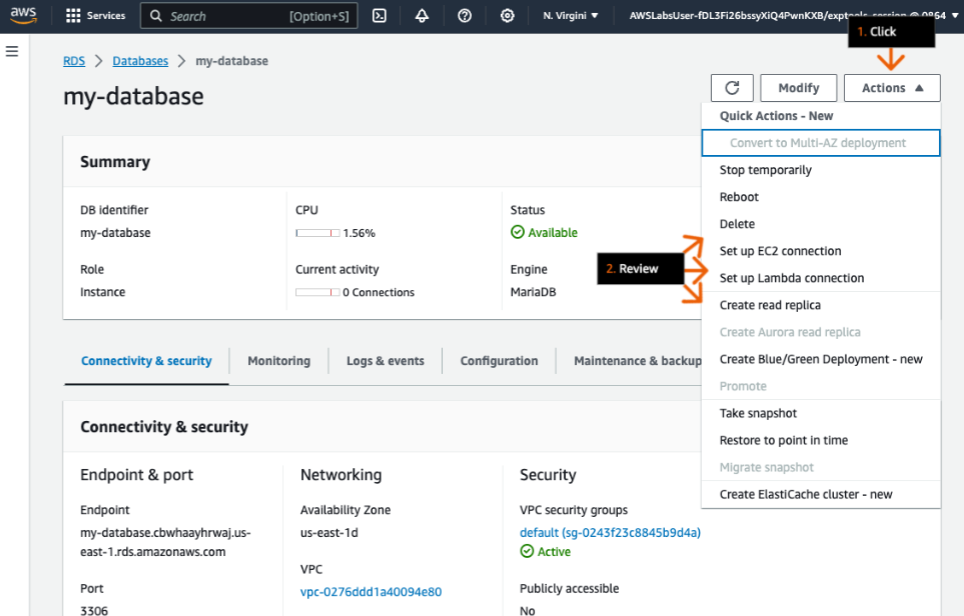 aws Services Search [Option+S] N. Virgini AWSLabsUser-fDL3Fi26bssyXiQ4PwnKXB/exptools_session @ 0864
1. Click
RDS > Databases > my-database
my-database
Modify
Actions
Quick Actions - New
Convert to Multi-AZ deployment
Stop temporarily
Reboot
Delete
Set up EC2 connection
Set up Lambda connection
Create read replica
Create Aurora read replica
Create Blue/Green Deployment - new
Promote
Take snapshot
Restore to point in time
Migrate snapshot
Create ElastiCache cluster - new
2. Review
Summary
DB identifier
my-database
CPU
1.56%
Status
Available
Role
Instance
Current activity
0 Connections
Engine
MariaDB
Connectivity & security Monitoring Logs & events Configuration Maintenance & backup
Connectivity & security
Endpoint & port
Endpoint
my-database.cbwhaayhrwaj.us-
east-1.rds.amazonaws.com
Port
3306
Networking
Availability Zone
us-east-1d
VPC
vpc-0276ddd1a40094e80
Security
VPC security groups
default (sg-0243f23c8845b9d4a)
Active
Publicly accessible
No